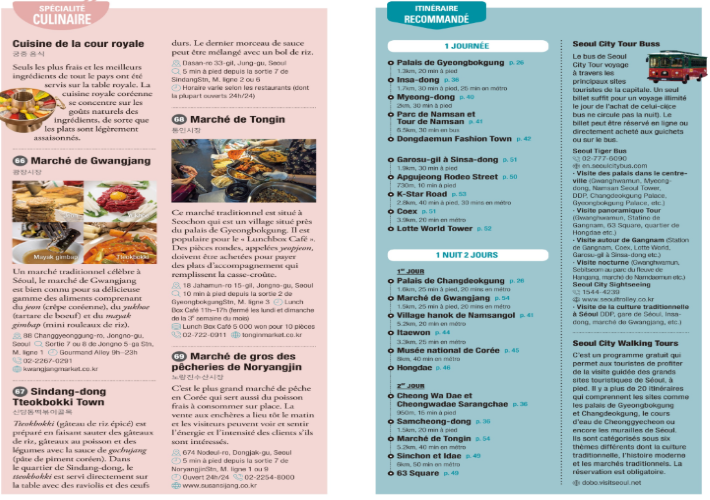 SPÉCIALITÉ
CULINAIRE
Cuisine de la cour royale
궁중 음식
Seuls les plus frais et les meilleurs
ingrédients de tout le pays ont été
servis sur la table royale. La
cuisine royale coréenne
se concentre sur les
goûts naturels des
ingrédients, de sorte que
les plats sont légèrement
assaisonnés.
66 Marché de Gwangjang
광장시장
Mayak gimbap
Tteokbokki
Un marché traditionnel célèbre à
Séoul, le marché de Gwangjang
est bien connu pour sa délicieuse
gamme des aliments comprenant
du jeon (crêpe coréenne), du yukhoe
(tartare de boeuf) et du mayak
gimbap (mini rouleaux de riz).
88 Changgyeonggung-ro, Jongno-gu,
Seoul Sortie 7 ou 8 de Jongno 5-ga Stn,
M. ligne 1 Gourmand Alley 9h–23h
02-2267-0291
kwangjangmarket.co.kr
67 Sindang-dong
Tteokbokki Town
신당동떡볶이골목
Tteokbokki (gâteau de riz épicé) est
préparé en faisant sauter des gâteaux
de riz, gâteaux au poisson et des
légumes avec la sauce de gochujang
(pâte de piment coréen). Dans
le quartier de Sindang-dong, le
tteokbokki est servi directement sur
la table avec des raviolis et des œufs
durs. Le dernier morceau de sauce
peut être mélangé avec un bol de riz.
Dasan-ro 33-gil, Jung-gu, Seoul
5 min à pied depuis la sortie 7 de
SindangStn, M. ligne 2 ou 6
Horaire varie selon les restaurants (dont
la plupart ouverts 24h/24)
68 Marché de Tongin
통인시장
Ce marché traditionnel est situé à
Seochon qui est un village situé près
du palais de Gyeongbokgung. Il est
populaire pour le « Lunchbox Café ».
Des pièces rondes, appelées yeopjeon,
doivent être achetées pour payer
des plats d'accompagnement qui
remplissent la casse-croûte.
18 Jahamun-ro 15-gil, Jongno-gu, Seoul
10 min à pied depuis la sortie 2 de
GyeongbokgungStn, M. ligne 3 Lunch
Box Café 11h–17h (fermé les lundi et dimanche
de la 3e semaine du mois)
Lunch Box Café 5 000 won pour 10 pièces
02-722-0911 tonginmarket.co.kr
69 Marché de gros des
pêcheries de Noryangjin
노량진수산시장
C'est le plus grand marché de pêche
en Corée qui sert aussi du poisson
frais à consommer sur place. La
vente aux enchères a lieu tôt le matin
et les visiteurs peuvent voir et sentir
l'énergie et l'intensité des clients s'ils
sont intéressés.
674 Nodeul-ro, Dongjak-gu, Seoul
5 min à pied depuis la sortie 7 de
NoryangjinStn, M. ligne 1 ou 9
Ouvert 24h/24 02-2254-8003
www.susansijang.co.kr
ITINÉRAIRE
RECOMMANDÉ
1 JOURNÉE
Palais de Gyeongbokgung p. 26
1.3km, 20 min à pied
Insa-dong p. 36
1.7km, 30 min à pied, 25 min en métro
Myeong-dong p. 40
2km, 30 min à pied
Parc de Namsan et
Tour de Namsan p. 41
6.5km, 30 min en bus
Dongdaemun Fashion Town p. 42
Garosu-gil à Sinsa-dong p. 51
1.9km, 30 min à pied
Apgujeong Rodeo Street p. 50
730m, 10 min à pied
K-Star Road p. 53
2.8km, 40 min à pied, 33 mins en métro
Coex p. 51
3.9km, 20 min en métro
Lotte World Tower p. 52
1 NUIT 2 JOURS
1er JOUR
Palais de Changdeokgung p. 28
1.6km, 25 min à pied, 20 mins en métro
Marché de Gwangjang p. 54
1.5km, 25 min à pied, 20 mins en métro
Village hanok de Namsangol p. 41
5.2km, 20 min en métro
Itaewon p. 44
3.3km, 25 min en métro
Musée national de Corée p. 45
8km, 40 min en métro
Hongdae p. 46
2e JOUR
Cheong Wa Dae et
Cheongwadae Sarangchae p. 36
950m, 15 min à pied
Samcheong-dong p. 38
1.5km, 20 min à pied
Marché de Tongin p. 54
5.2km, 40 min en métro
Sinchon et Idae p. 49
6km, 50 min en métro
63 Square p. 49
Seoul City Tour Buss
Le bus de Seoul
City Tour voyage
à travers les
principaux sites
touristes de la capitale. Un seul
billet suffit pour un voyage illimité
le jour de l'achat de celui-ci(le
bus ne circule pas la nuit). Le
billet peut être réservé en ligne ou
directement acheté aux guichets
ou sur le bus.
Seoul Tiger Bus
02-777-6090
en.seoulcitybus.com
- Visite des palais dans le centre-
ville (Gwanghwamun, Myeong-
dong, Namsan Seoul Tower,
DDP, Changdeokgung Palace,
Gyeongbokgung Palace, etc.)
- Visite panoramique Tour
(Gwanghwamun, Station de
Gangnam, 63 Square, quartier de
Hongdae etc.)
- Visite autour de Gangnam (Station
de Gangnam, Coex, Lotte World,
Garosu-gil à Sinsa-dong etc.)
- Visite nocturne (Gwanghwamun,
Sebitseom au parc du fleuve de
Hangang, marché de Namdaemun etc.)
Seoul City Sightseeing
1544-4239
www.seoultrolley.co.kr
- Visite de la culture traditionnelle
à Séoul (DDP, gare de Séoul, Insa-
dong, marché de Gwangjang, etc.)
Seoul City Walking Tours
C'est un programme gratuit qui
permet aux touristes de profiter
de la visite guidée des grands
sites touristiques de Séoul, à
pied. Il y a plus de 20 itinéraires
qui comprennent les sites comme
les palais de Gyeongbokgung
et Changdeokgung, le cours
d'eau de Cheonggyecheon ou
encore les murailles de Séoul.
Ils sont catégorisés sous six
thèmes différents dont la culture
traditionnelle, l'histoire moderne
et les marchés traditionnels. La
réservation est obligatoire.
dobo.visitseoul.net